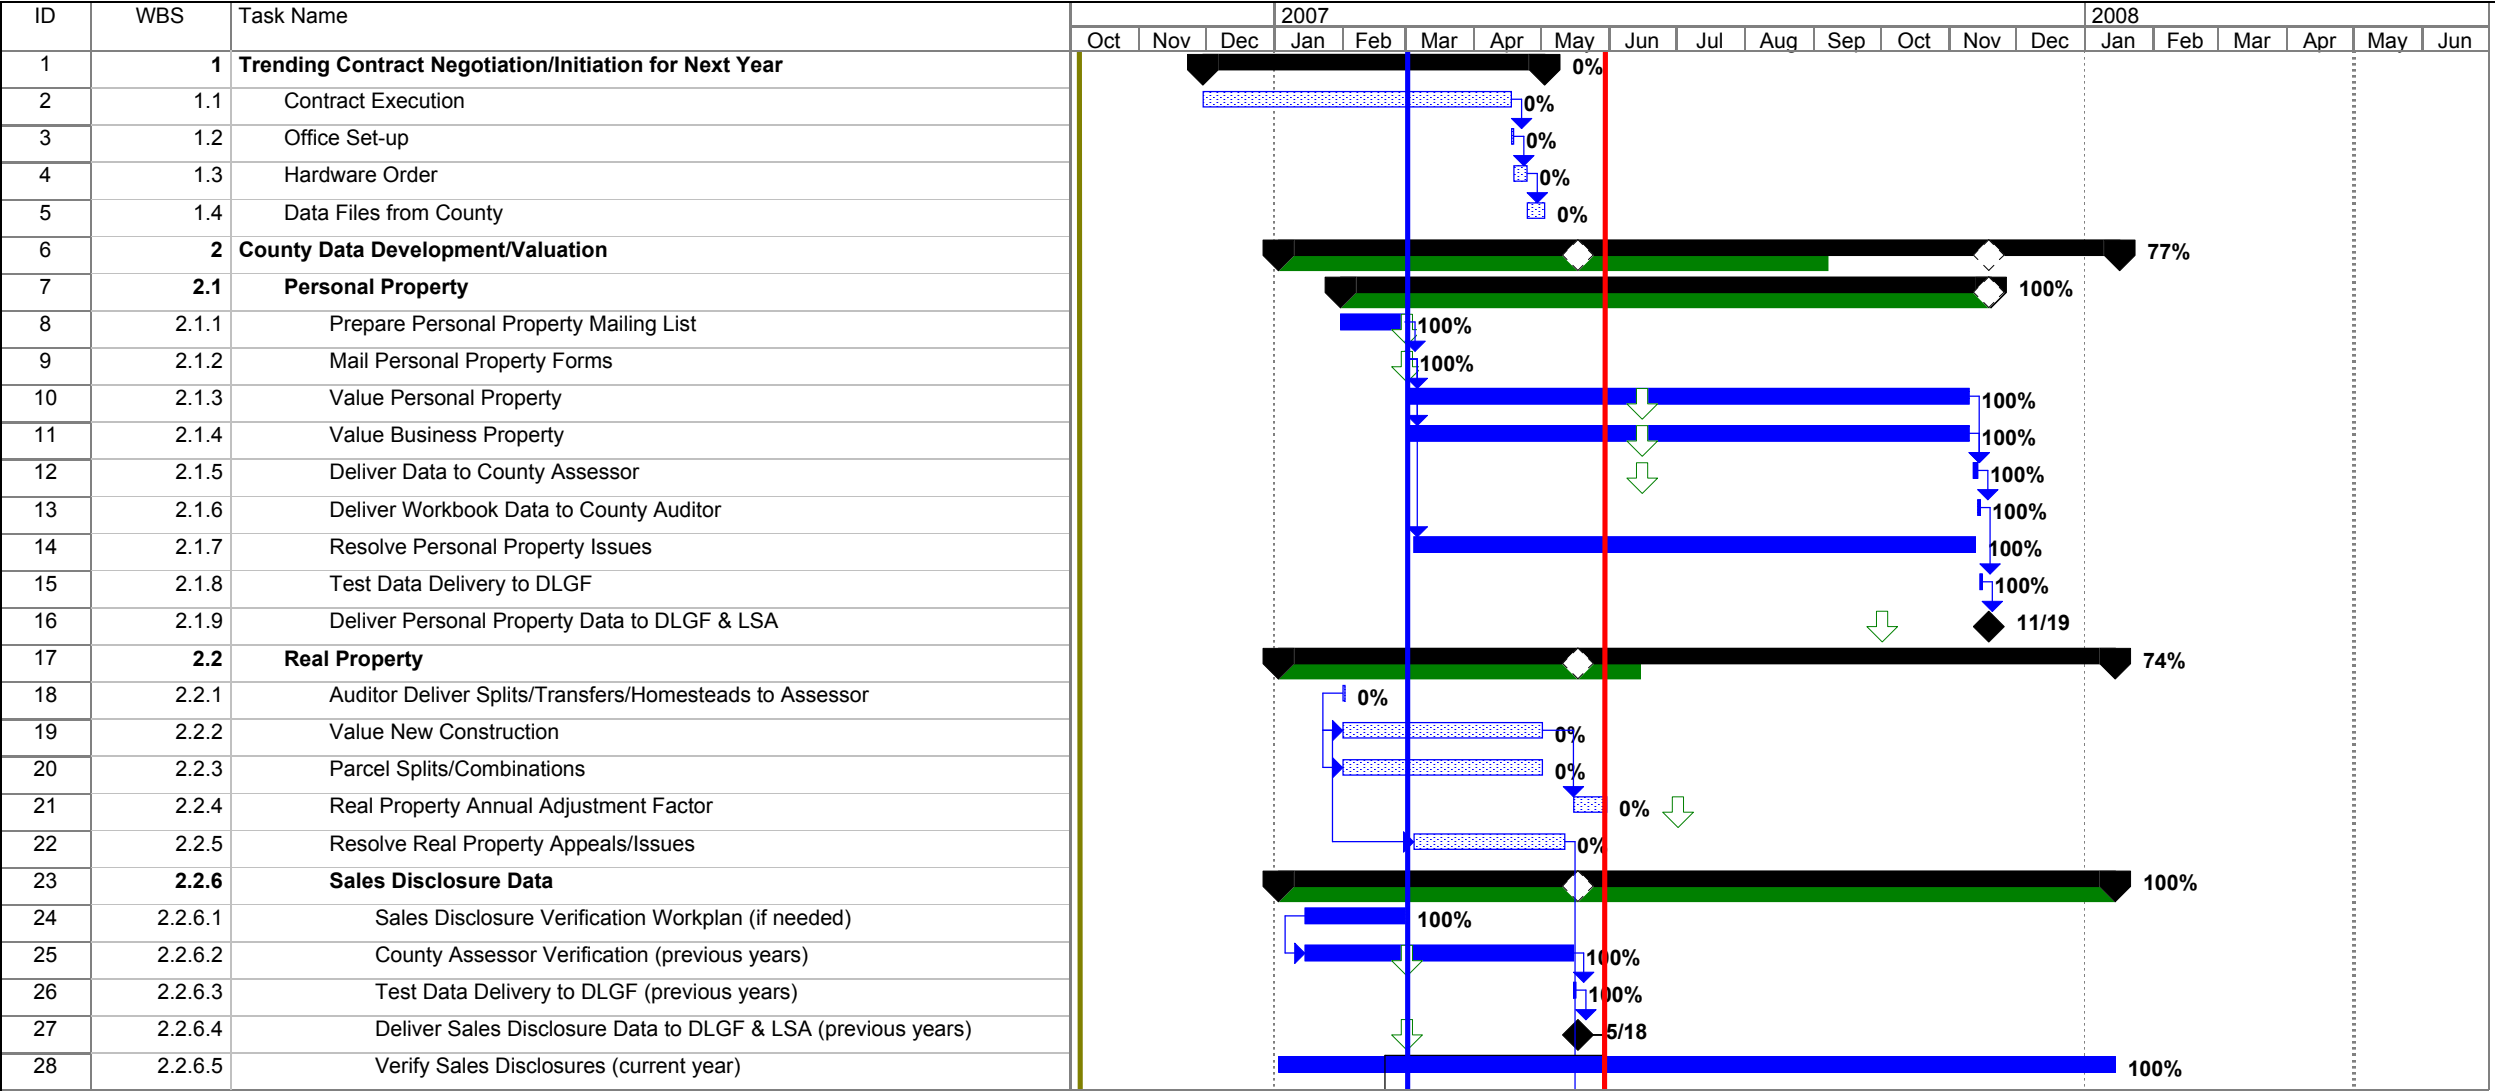 ID WBS Task Name 2007 2008
Oct Nov Dec Jan Feb Mar Apr May Jun Jul Aug Sep Oct Nov Dec Jan Feb Mar Apr May Jun
1 1 Trending Contract Negotiation/Initiation for Next Year 0%
2 1.1 Contract Execution 0%
3 1.2 Office Set-up 0%
4 1.3 Hardware Order 0%
5 1.4 Data Files from County 0%
6 2 County Data Development/Valuation 77%
7 2.1 Personal Property 100%
8 2.1.1 Prepare Personal Property Mailing List 100%
9 2.1.2 Mail Personal Property Forms 100%
10 2.1.3 Value Personal Property 100%
11 2.1.4 Value Business Property 100%
12 2.1.5 Deliver Data to County Assessor 100%
13 2.1.6 Deliver Workbook Data to County Auditor 100%
14 2.1.7 Resolve Personal Property Issues 100%
15 2.1.8 Test Data Delivery to DLGF 100%
16 2.1.9 Deliver Personal Property Data to DLGF & LSA 11/19
17 2.2 Real Property 74%
18 2.2.1 Auditor Deliver Splits/Transfers/Homesteads to Assessor 0%
19 2.2.2 Value New Construction 0%
20 2.2.3 Parcel Splits/Combinations 0%
21 2.2.4 Real Property Annual Adjustment Factor 0%
22 2.2.5 Resolve Real Property Appeals/Issues 0%
23 2.2.6 Sales Disclosure Data 100%
24 2.2.6.1 Sales Disclosure Verification Workplan (if needed) 100%
25 2.2.6.2 County Assessor Verification (previous years) 100%
26 2.2.6.3 Test Data Delivery to DLGF (previous years) 100%
27 2.2.6.4 Deliver Sales Disclosure Data to DLGF & LSA (previous years) 5/18
28 2.2.6.5 Verify Sales Disclosures (current year) 100%